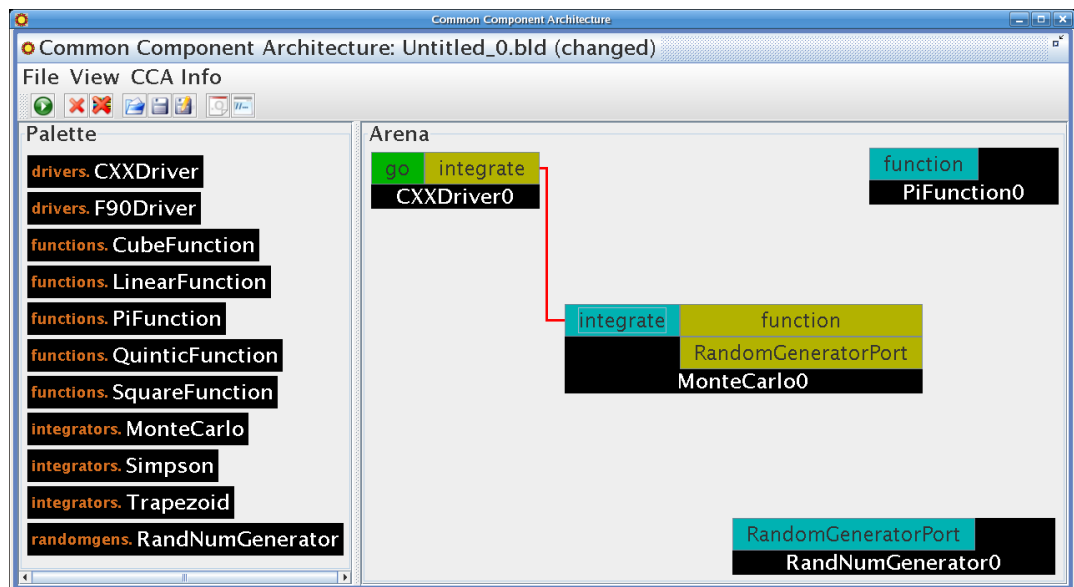 Common Component Architecture
Common Component Architecture: Untitled_0.bld (changed)
File View CCA Info
Palette
drivers. CXXDriver
drivers. F90Driver
functions. CubeFunction
functions. LinearFunction
functions. PiFunction
functions. QuinticFunction
functions. SquareFunction
integrators. MonteCarlo
integrators. Simpson
integrators. Trapezoid
randomgens. RandNumGenerator
Arena
go integrate
CXXDriver0
function
PiFunction0
integrate function
RandomGeneratorPort
MonteCarlo0
RandomGeneratorPort
RandNumGenerator0